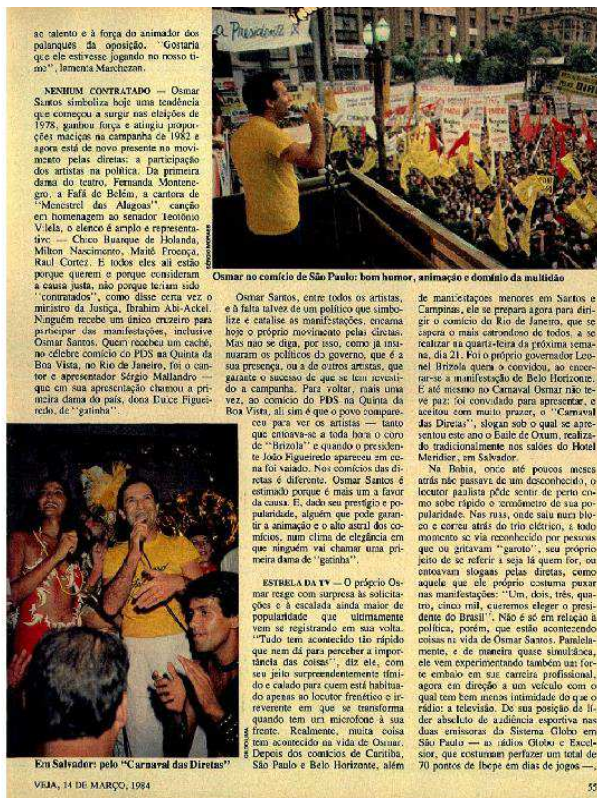 ao talento e à força do animador dos
palanques da oposição. "Gostaria
que ele estivesse jogando no nosso ti-
me", lamenta Marchezan.
NENHUM CONTRATADO — Osmar
Santos simboliza hoje uma tendência
que começou a surgir nas eleições de
1978, ganhou força e atingiu propor-
ções maciças na campanha de 1982 e
agora está de novo presente no movi-
mento pelas diretas: a participação
dos artistas na política. Da primeira
dama do teatro, Fernanda Montene-
gro, a Fafá de Belém, a cantora de
"Menestrel das Alagoas", canção
em homenagem ao senador Teotônio
Vilela, o elenco é amplo e representa-
tivo — Chico Buarque de Holanda,
Milton Nascimento, Maitê Proença,
Raul Cortez. E todos eles ali estão
porque querem e porque consideram
a causa justa, não porque teriam sido
"contratados", como disse certa vez o
ministro da Justiça, Ibrahim Abi-Ackel.
Ninguém recebe um único cruzeiro para
participar das manifestações, inclusive
Osmar Santos. Quem recebeu um cachê,
no célebre comício do PDS na Quinta da
Boa Vista, no Rio de Janeiro, foi o can-
tor e apresentador Sérgio Mallandro —
que em sua apresentação chamou a pri-
meira dama do país, dona Dulce Figuei-
redo, de "gatinha".
a Presidente
Osmar no comício de São Paulo: bom humor, animação e domínio da multidão
Osmar Santos, entre todos os artistas,
e à falta talvez de um político que simbo-
lize e catalise as manifestações, encarna
hoje o próprio movimento pelas diretas.
Mas não se diga, por isso, como já insi-
nuaram os políticos do governo, que é a
sua presença, ou a de outros artistas, que
garante o sucesso de que se tem revesti-
do a campanha. Para voltar, mais uma
vez, ao comício do PDS na Quinta da
Boa Vista, ali sim é que o povo compare-
ceu para ver os artistas — tanto
que entoava-se a toda hora o coro
de "Brizola" e quando o presiden-
te João Figueiredo apareceu em ce-
na foi vaiado. Nos comícios das di-
retas é diferente. Osmar Santos é
estimado porque é mais um a favor
da causa. E, dado seu prestígio e po-
pularidade, alguém que pode garan-
tir a animação e o alto astral dos co-
mícios, num clima de elegância em
que ninguém vai chamar uma pri-
meira dama de "gatinha".
ESTRELA DA TV — O próprio Os-
mar reage com surpresa às solicita-
ções e à escalada ainda maior de
popularidade que ultimamente
vem se registrando em sua volta.
"Tudo tem acontecido tão rápido
que nem dá para perceber a impor-
tância das coisas", diz ele, com
seu jeito surpreendentemente tími-
do e calado para quem está habitua-
do apenas ao locutor frenético e ir-
reverente em que se transforma
quando tem um microfone à sua
frente. Realmente, muita coisa
tem acontecido na vida de Osmar.
Depois dos comícios de Curitiba,
São Paulo e Belo Horizonte, além
de manifestações menores em Santos e
Campinas, ele se prepara agora para diri-
gir o comício do Rio de Janeiro, que se
espera o mais estrondoso de todos, a se
realizar na quarta-feira da próxima sema-
na, dia 21. Foi o próprio governador Leo-
nel Brizola quem o convidou, ao encer-
rar-se a manifestação de Belo Horizonte.
E até mesmo no Carnaval Osmar não te-
ve paz: foi convidado para apresentar, e
aceitou com muito prazer, o "Carnaval
das Diretas", slogan sob o qual se apre-
sentou este ano o Baile de Oxum, realiza-
do tradicionalmente nos salões do Hotel
Meridien, em Salvador.
Na Bahia, onde até poucos meses
atrás não passava de um desconhecido, o
locutor paulista pôde sentir de perto co-
mo sobe rápido o termômetro de sua po-
pularidade. Nas ruas, onde saiu num blo-
co e correu atrás do trio elétrico, a todo
momento se via reconhecido por pessoas
que ou gritavam "garoto", seu próprio
jeito de se referir a seja lá quem for, ou
entoavam slogans pelas diretas, como
aquele que ele próprio costuma puxar
nas manifestações: "Um, dois, três, qua-
tro, cinco mil, queremos eleger o presi-
dente do Brasil". Não é só em relação à
política, porém, que estão acontecendo
coisas na vida de Osmar Santos. Paralela-
mente, e de maneira quase simultânea,
ele vem experimentando também um for-
te embalo em sua carreira profissional,
agora em direção a um veículo com o
qual tem bem menos intimidade do que o
rádio: a televisão. De sua posição de lí-
der absoluto de audiência esportiva nas
duas emissoras do Sistema Globo em
São Paulo — as rádios Globo e Excel-
sior, que costumam perfazer um total de
70 pontos de Ibope em dias de jogos —,
Em Salvador: pelo "Carnaval das Diretas"
VEJA, 14 DE MARÇO, 1984
55